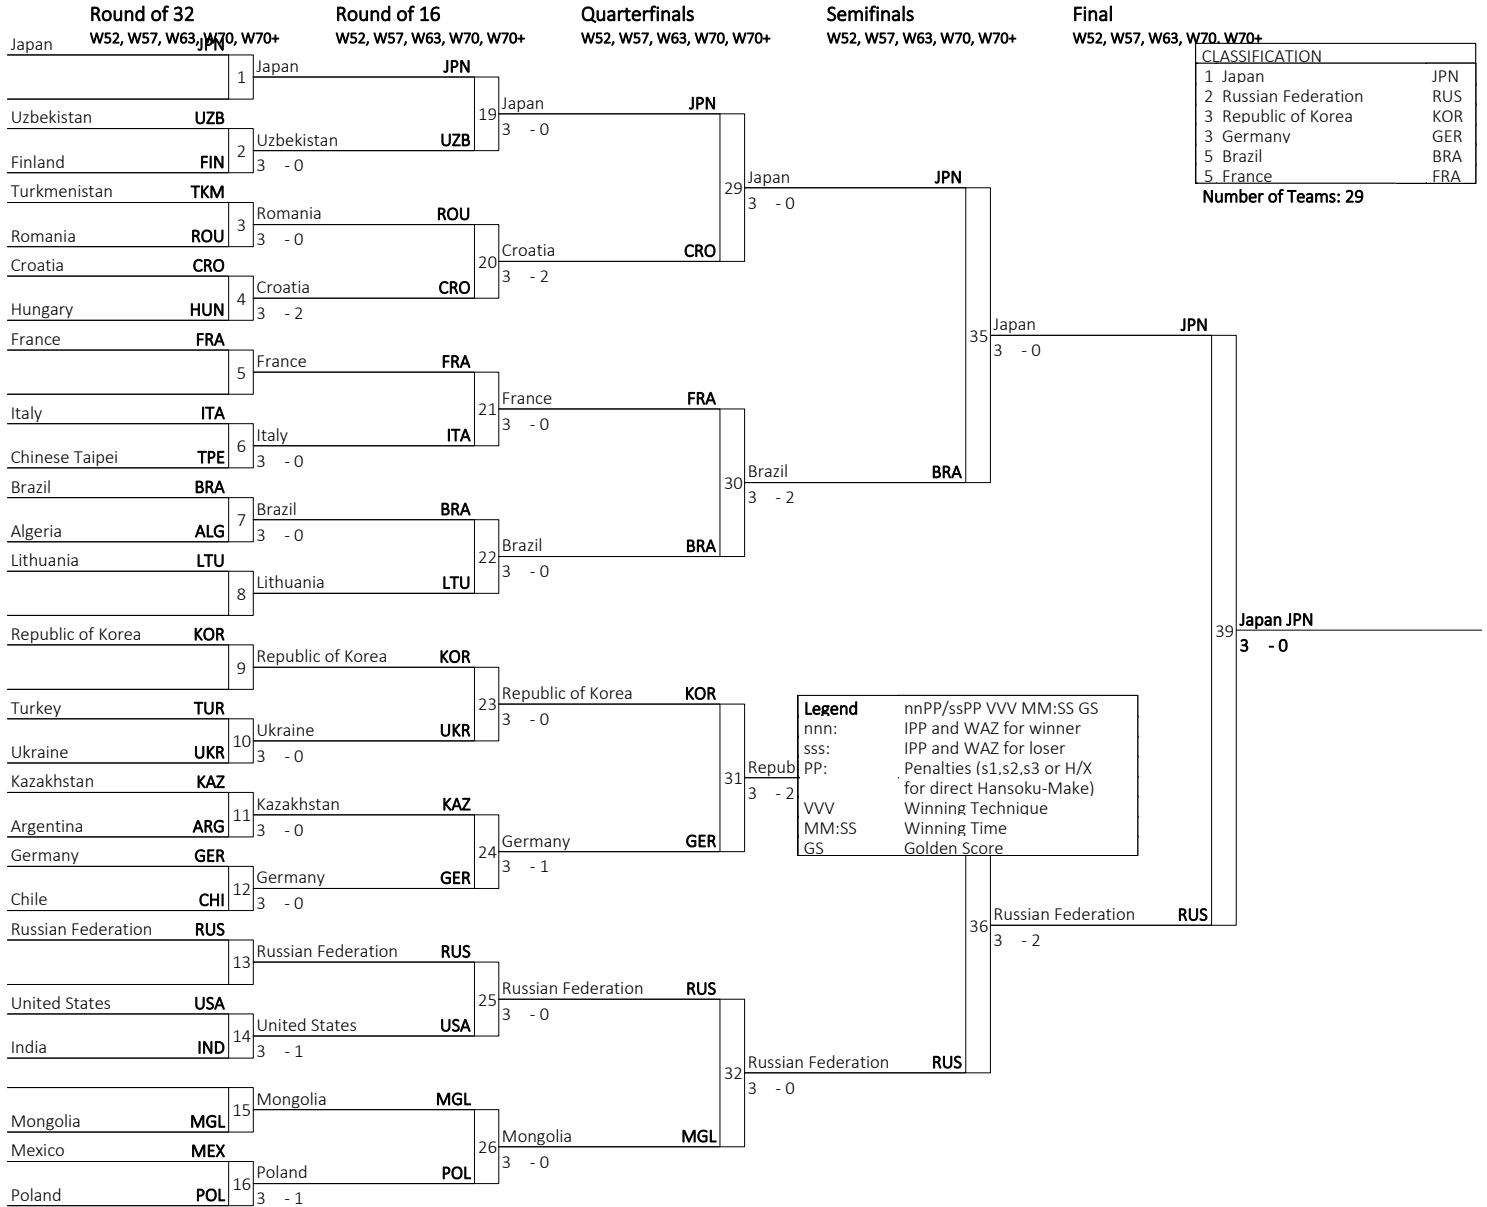 Round of 32 Round of 16 Quarterfinals Semifinals Final
W52, W57, W63, W70, W70+ W52, W57, W63, W70, W70+ W52, W57, W63, W70, W70+ W52, W57, W63, W70, W70+ W52, W57, W63, W70, W70+
Japan JPN
CLASSIFICATION
1 Japan JPN
2 Russian Federation RUS
3 Republic of Korea KOR
3 Germany GER
5 Brazil BRA
5 France FRA
Number of Teams: 29
1
Uzbekistan UZB
2
Finland FIN
Turkmenistan TKM
3
Romania ROU
Croatia CRO
4
Hungary HUN
France FRA
5
Italy ITA
6
Chinese Taipei TPE
Brazil BRA
7
Algeria ALG
Lithuania LTU
8
Republic of Korea KOR
9
Turkey TUR
10
Ukraine UKR
Kazakhstan KAZ
11
Argentina ARG
Germany GER
12
Chile CHI
Russian Federation RUS
13
United States USA
14
India IND
15
Mongolia MGL
Mexico MEX
16
Poland POL
Japan JPN
19
Uzbekistan UZB
3 - 0
Romania ROU
3 - 0
20
Croatia CRO
3 - 2
France FRA
21
Italy ITA
3 - 0
Brazil BRA
3 - 0
22
Lithuania LTU
Republic of Korea KOR
23
Ukraine UKR
3 - 0
Kazakhstan KAZ
3 - 0
24
Germany GER
3 - 0
Russian Federation RUS
25
United States USA
3 - 1
Mongolia MGL
26
Poland POL
3 - 1
Japan JPN
3 - 0
29
Croatia CRO
3 - 2
France FRA
3 - 0
30
Brazil BRA
3 - 0
Republic of Korea KOR
3 - 0
31
Germany GER
3 - 1
Russian Federation RUS
3 - 0
32
Mongolia MGL
3 - 0
Japan JPN
3 - 0
35
Brazil BRA
3 - 2
Repub
3 - 2
36
Russian Federation RUS
3 - 0
Japan JPN
3 - 0
39
Russian Federation RUS
3 - 2
Japan JPN
3 - 0
Legend nnPP/ssPP VVV MM:SS GS
nnn: IPP and WAZ for winner
sss: IPP and WAZ for loser
PP: Penalties (s1,s2,s3 or H/X
for direct Hansoku-Make)
VVV Winning Technique
MM:SS Winning Time
GS Golden Score